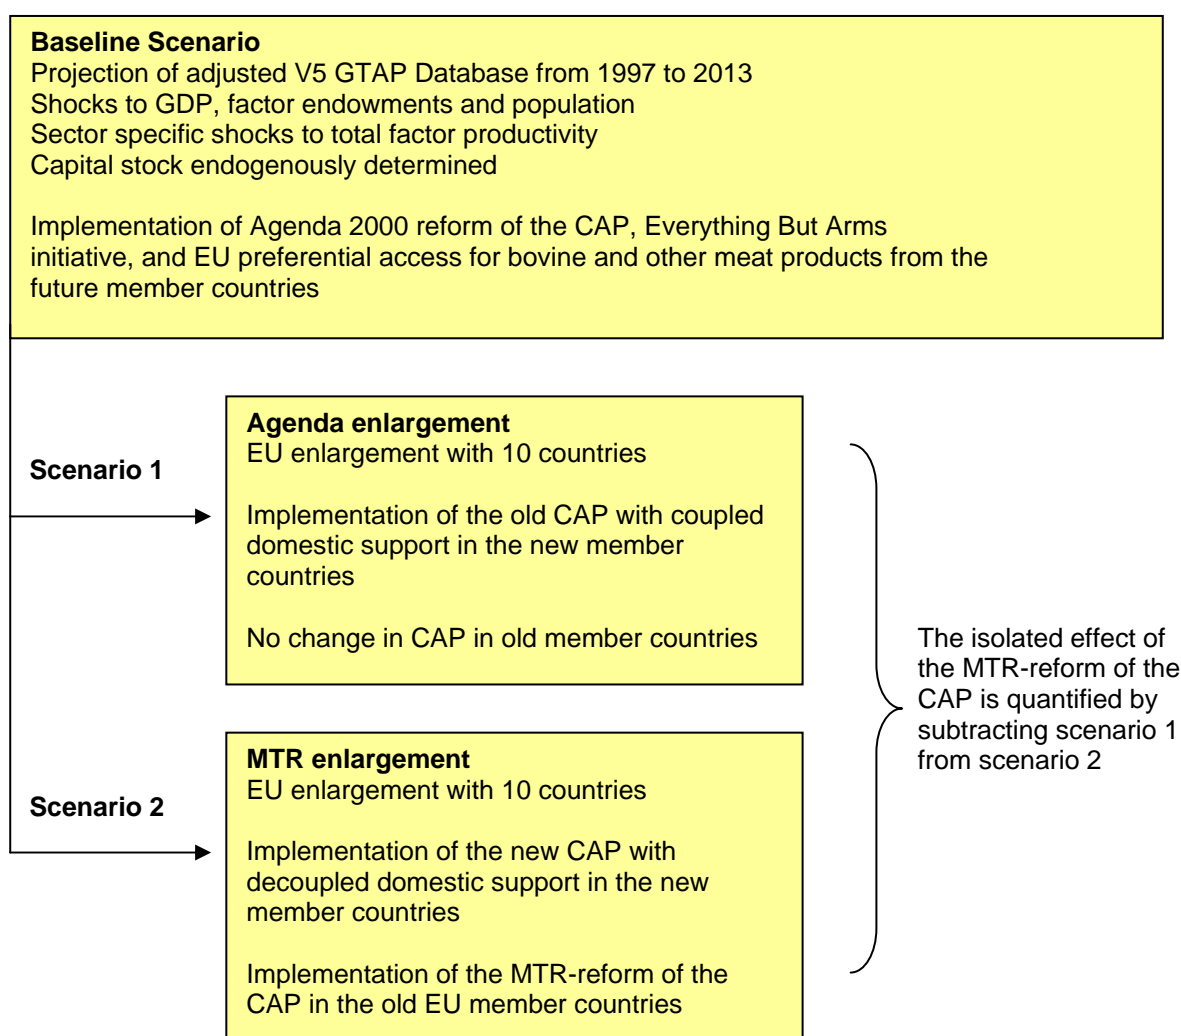 Baseline Scenario
Projection of adjusted V5 GTAP Database from 1997 to 2013
Shocks to GDP, factor endowments and population
Sector specific shocks to total factor productivity
Capital stock endogenously determined
Implementation of Agenda 2000 reform of the CAP, Everything But Arms
initiative, and EU preferential access for bovine and other meat products from the
future member countries
Scenario 1
Agenda enlargement
EU enlargement with 10 countries
Implementation of the old CAP with coupled
domestic support in the new member
countries
No change in CAP in old member countries
Scenario 2
MTR enlargement
EU enlargement with 10 countries
Implementation of the new CAP with
decoupled domestic support in the new
member countries
Implementation of the MTR-reform of the
CAP in the old EU member countries
The isolated effect of
the MTR-reform of the
CAP is quantified by
subtracting scenario 1
from scenario 2